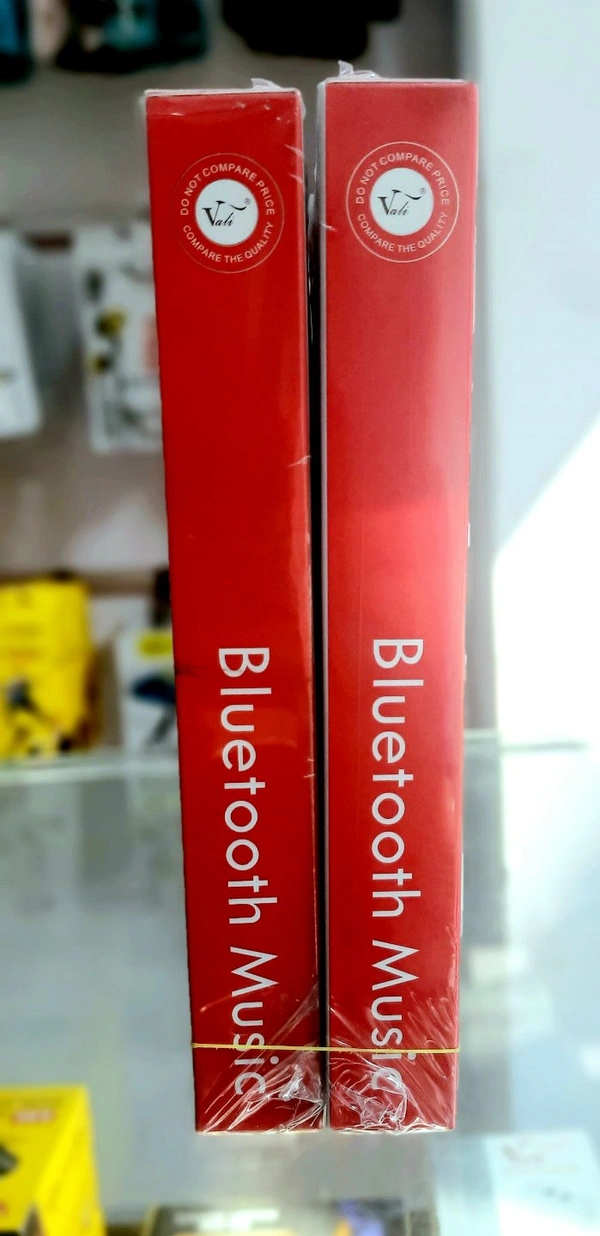 DO NOT COMPARE PRICE
Vali®
COMPARE THE QUALITY
Bluetooth Music
DO NOT COMPARE PRICE
Vali®
COMPARE THE QUALITY
Bluetooth Music